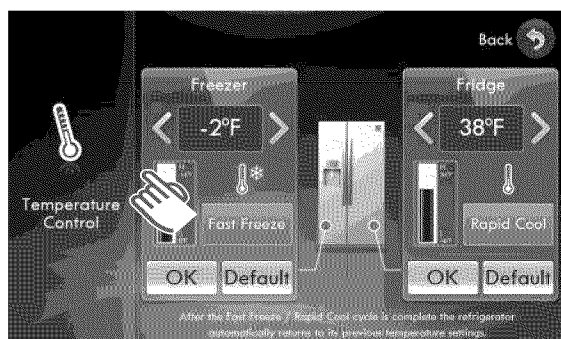 Back
Freezer
Fridge
-2°F
38°F
Temperature
Control
Fast Freeze
Rapid Cool
OK
Default
OK
Default
After the Fast Freeze / Rapid Cool cycle is complete the refrigerator
automatically returns to its previous temperature settings.